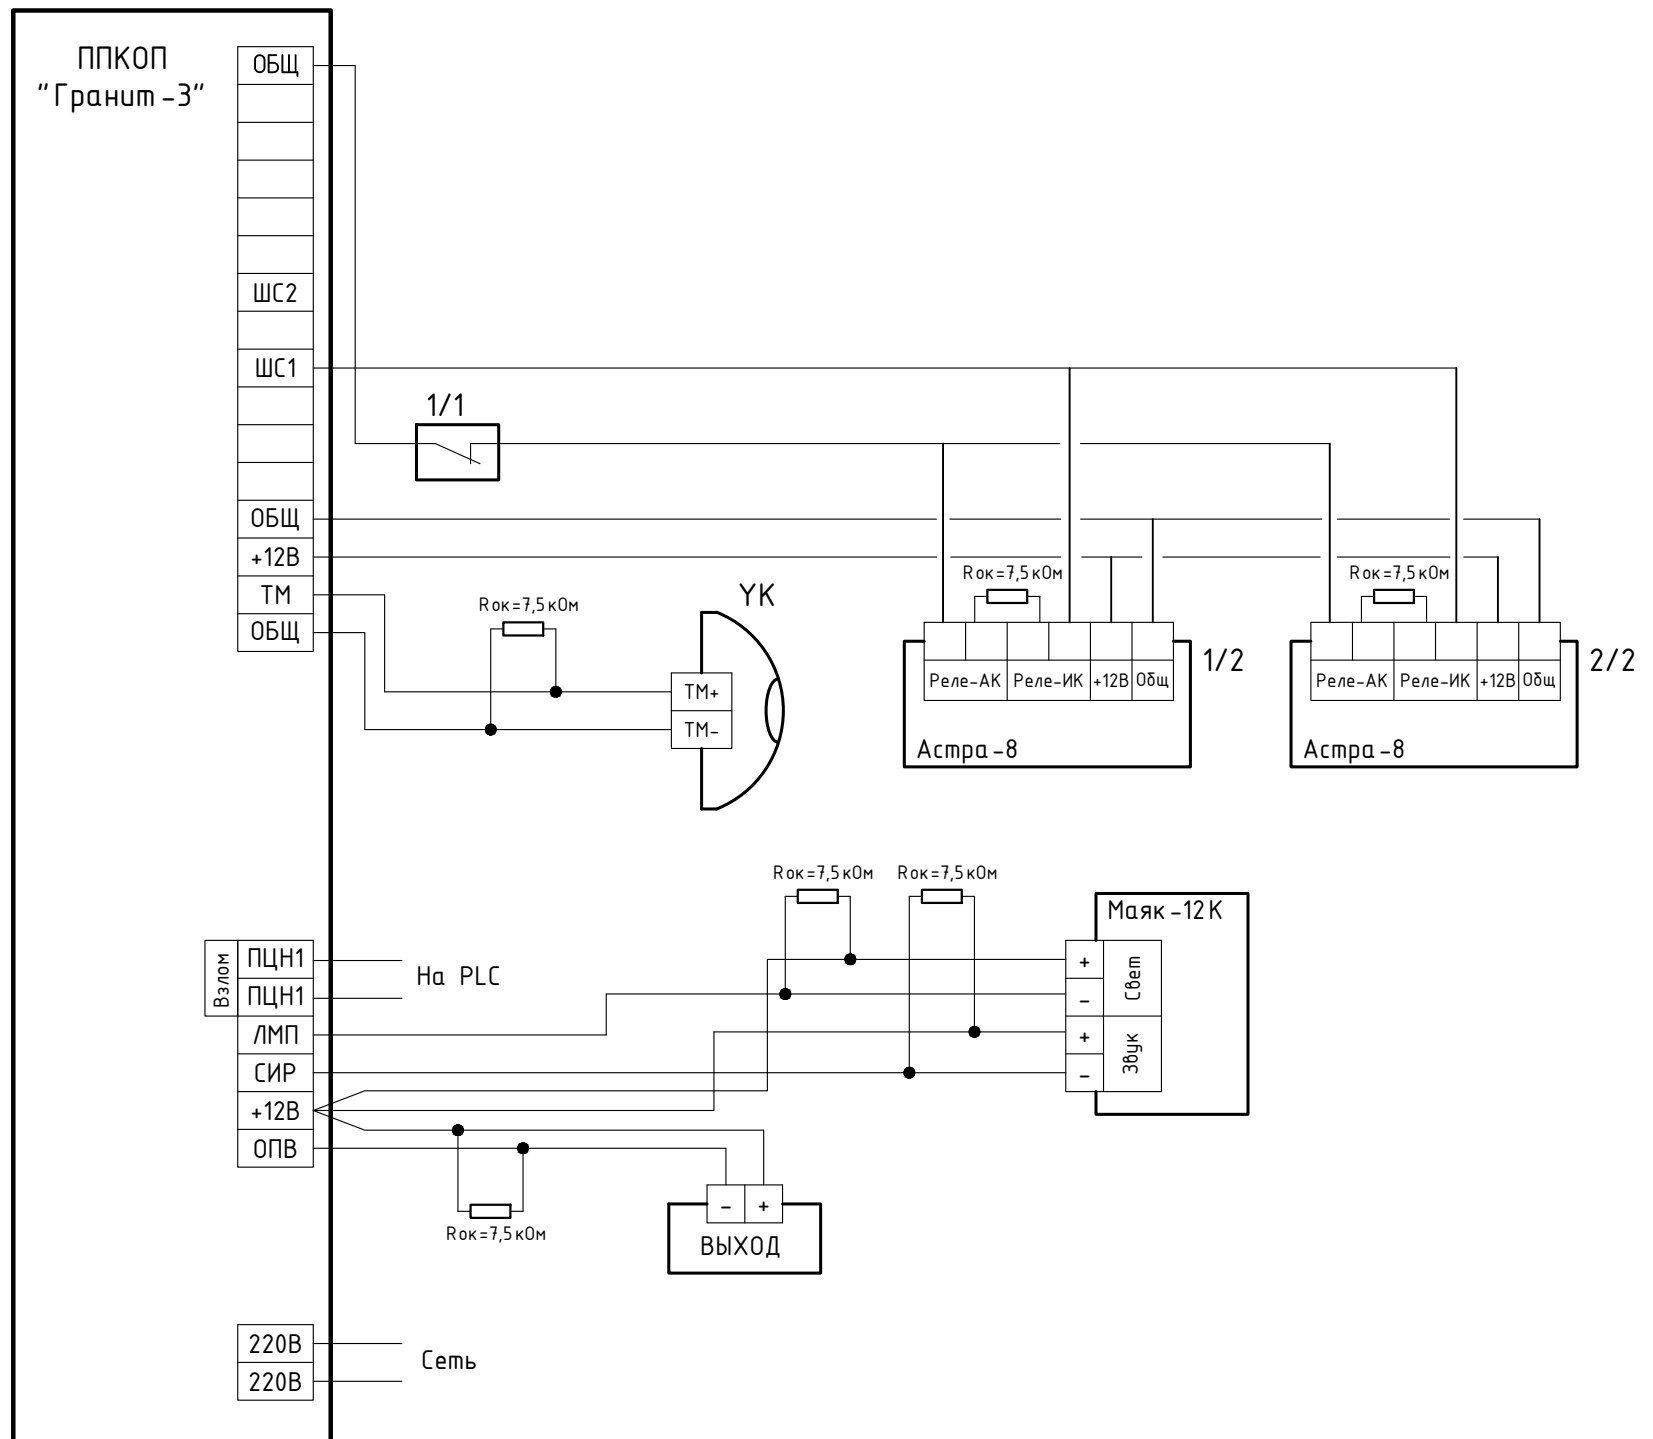 ППКОП
"Гранит-3"
ОБЩ
ШС2
ШС1
1/1
ОБЩ
+12В
ТМ
ОБЩ
Rок=7,5кОм
YK
ТМ+
ТМ-
Rок=7,5кОм
Реле-АК
Реле-ИК
+12В
Общ
1/2
Астра-8
Rок=7,5кОм
Реле-АК
Реле-ИК
+12В
Общ
2/2
Астра-8
Взлом
ПЦН1
ПЦН1
На PLC
ЛМП
СИР
+12В
ОПВ
Rок=7,5кОм
Rок=7,5кОм
Маяк-12К
+
-
Свет
+
-
Звук
Rок=7,5кОм
- +
ВЫХОД
220В
220В
Сеть